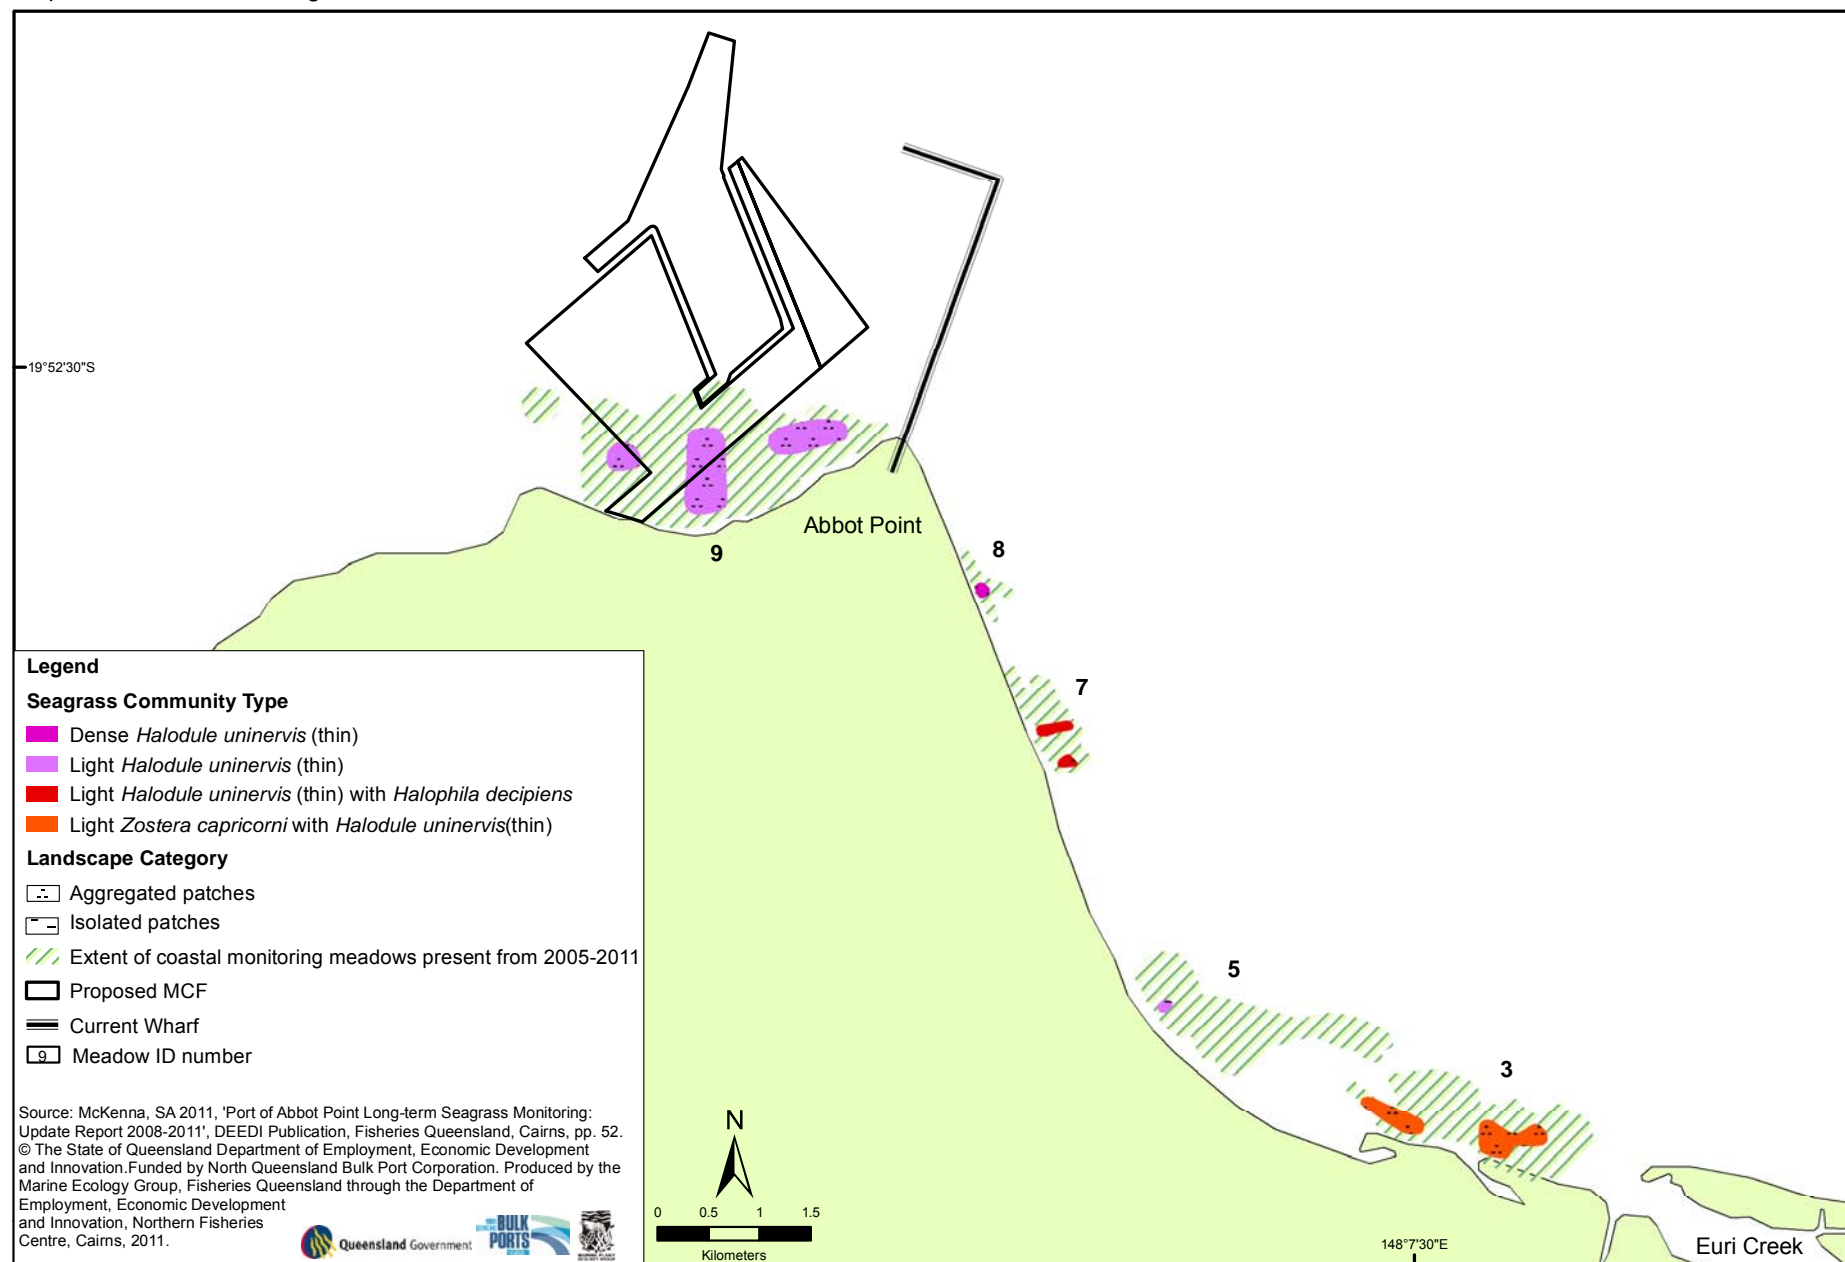 19°52'30"S
Abbot Point
9
8
7
5
3
Legend
Seagrass Community Type
Dense Halodule uninervis (thin)
Light Halodule uninervis (thin)
Light Halodule uninervis (thin) with Halophila decipiens
Light Zostera capricorni with Halodule uninervis(thin)
Landscape Category
Aggregated patches
Isolated patches
Extent of coastal monitoring meadows present from 2005-2011
Proposed MCF
Current Wharf
9 Meadow ID number
Source: McKenna, SA 2011, 'Port of Abbot Point Long-term Seagrass Monitoring:
Update Report 2008-2011', DEEDI Publication, Fisheries Queensland, Cairns, pp. 52.
© The State of Queensland Department of Employment, Economic Development
and Innovation.Funded by North Queensland Bulk Port Corporation. Produced by the
Marine Ecology Group, Fisheries Queensland through the Department of
Employment, Economic Development
and Innovation, Northern Fisheries
Centre, Cairns, 2011.
Queensland Government
BULK
PORTS
N
0 0.5 1 1.5
Kilometers
148°7'30"E
Euri Creek